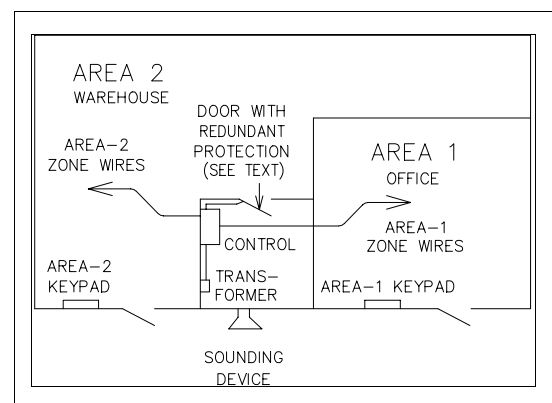 AREA 2
WAREHOUSE
DOOR WITH
REDUNDANT
PROTECTION
(SEE TEXT)
AREA-2
ZONE WIRES
AREA 1
OFFICE
AREA-1
ZONE WIRES
CONTROL
AREA-2
KEYPAD
TRANS-
FORMER
AREA-1 KEYPAD
SOUNDING
DEVICE